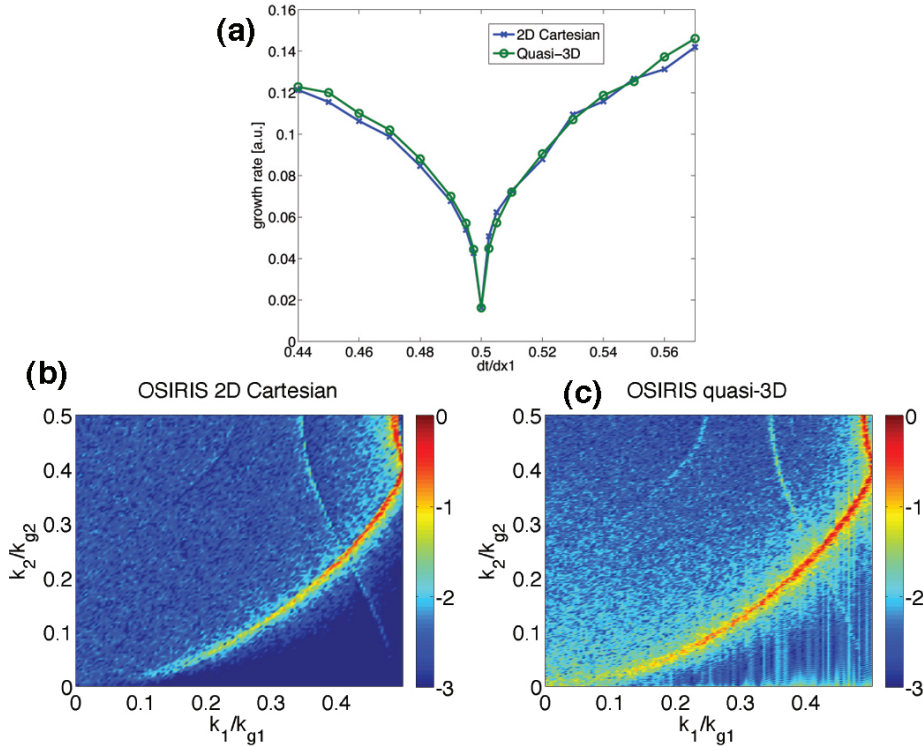 (a)
0.16
0.14
0.12
0.1
0.08
0.06
0.04
0.02
0
growth rate [a.u.]
2D Cartesian
Quasi-3D
0.44 0.46 0.48 0.5 0.52 0.54 0.56
dt/dx1
(b)
OSIRIS 2D Cartesian
0.5
0.4
0.3
0.2
0.1
0
k2/kg2
0 0.1 0.2 0.3 0.4
k1/kg1
0
-1
-2
-3
(c)
OSIRIS quasi-3D
0.5
0.4
0.3
0.2
0.1
0
k2/kg2
0 0.1 0.2 0.3 0.4
k1/kg1
0
-1
-2
-3